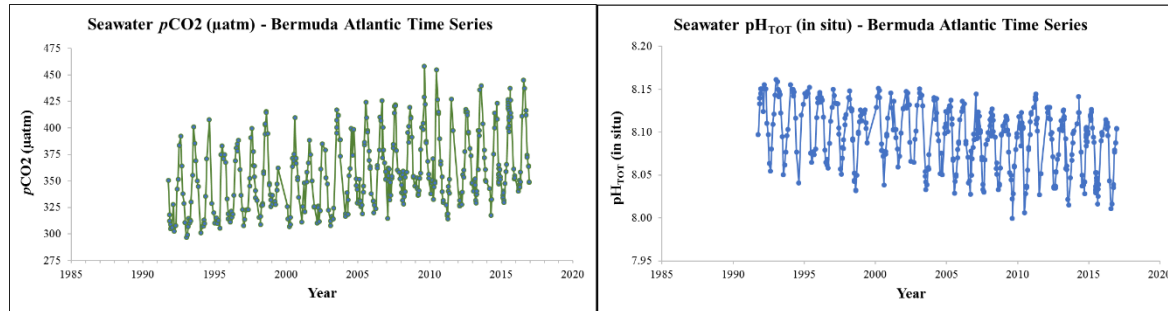 Seawater pCO2 (µatm) - Bermuda Atlantic Time Series
475
450
425
400
375
350
325
300
275
pCO2 (µatm)
1985 1990 1995 2000 2005 2010 2015 2020
Year
Seawater pHTOT (in situ) - Bermuda Atlantic Time Series
8.20
8.15
8.10
8.05
8.00
7.95
pHTOT (in situ)
1985 1990 1995 2000 2005 2010 2015 2020
Year